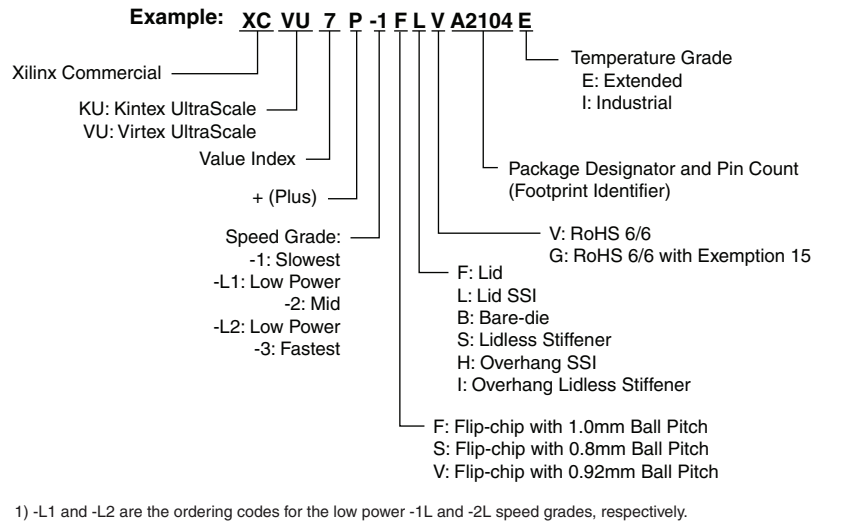 Example: XC VU 7 P -1 F L V A2104 E
Xilinx Commercial
KU: Kintex UltraScale
VU: Virtex UltraScale
Value Index
+ (Plus)
Speed Grade:
-1: Slowest
-L1: Low Power
-2: Mid
-L2: Low Power
-3: Fastest
Temperature Grade
E: Extended
I: Industrial
Package Designator and Pin Count
(Footprint Identifier)
V: RoHS 6/6
G: RoHS 6/6 with Exemption 15
F: Lid
L: Lid SSI
B: Bare-die
S: Lidless Stiffener
H: Overhang SSI
I: Overhang Lidless Stiffener
F: Flip-chip with 1.0mm Ball Pitch
S: Flip-chip with 0.8mm Ball Pitch
V: Flip-chip with 0.92mm Ball Pitch
1) -L1 and -L2 are the ordering codes for the low power -1L and -2L speed grades, respectively.